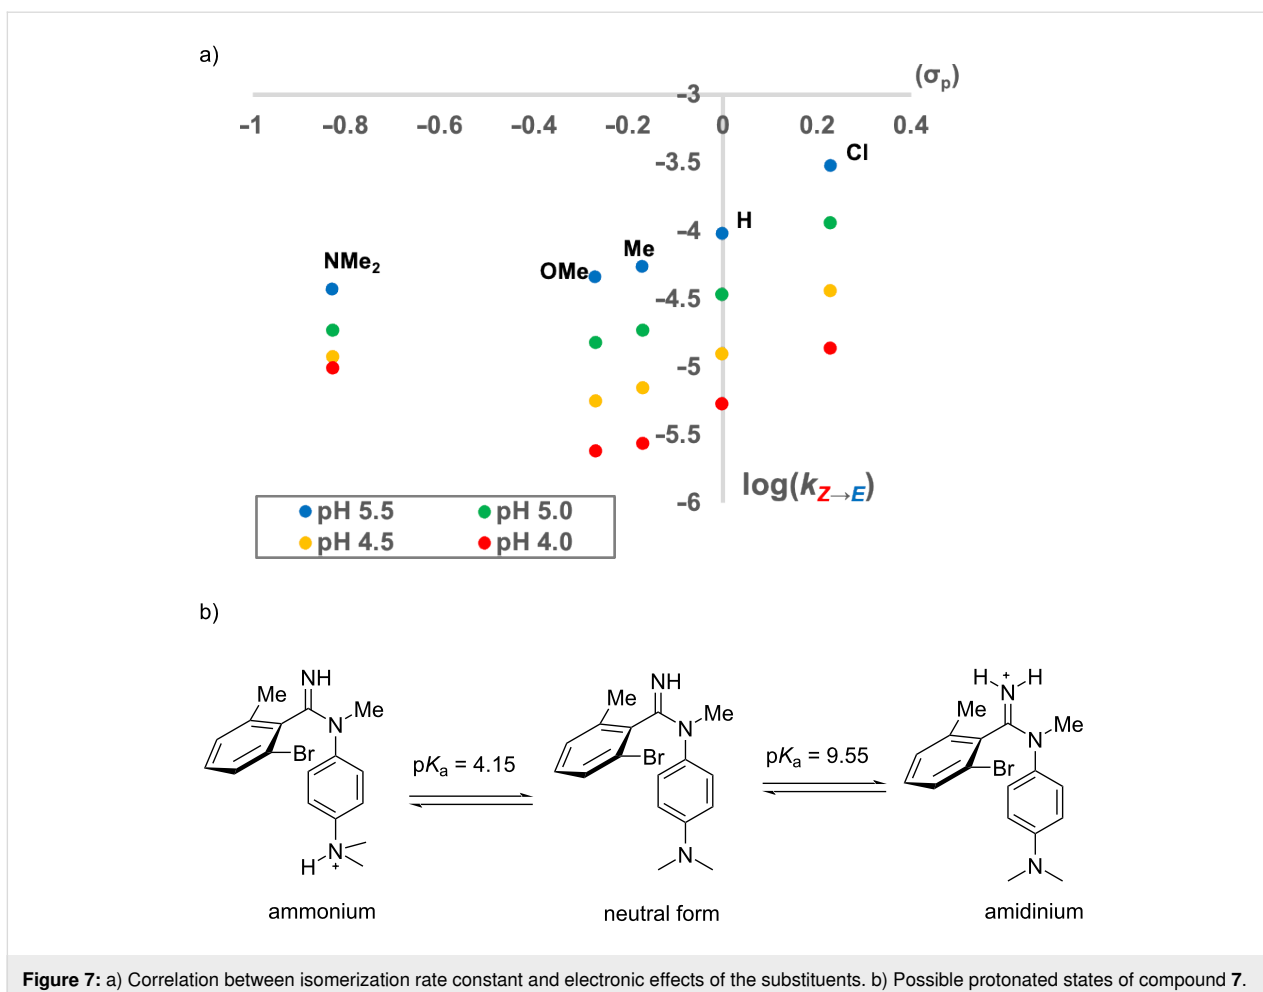 a)
(σp)
-3
-1 -0.8 -0.6 -0.4 -0.2 0 0.2 0.4
Cl
-3.5
H
-4
Me
NMe2
OMe
-4.5
-5
-5.5
log(kZ→E)
-6
pH 5.5 pH 5.0
pH 4.5 pH 4.0
b)
NH
Me
N Me
Br
H N +
ammonium
pKa = 4.15
NH
Me
N Me
Br
N
neutral form
pKa = 9.55
H + H
N
Me
N Me
Br
N
amidinium
Figure 7: a) Correlation between isomerization rate constant and electronic effects of the substituents. b) Possible protonated states of compound 7.